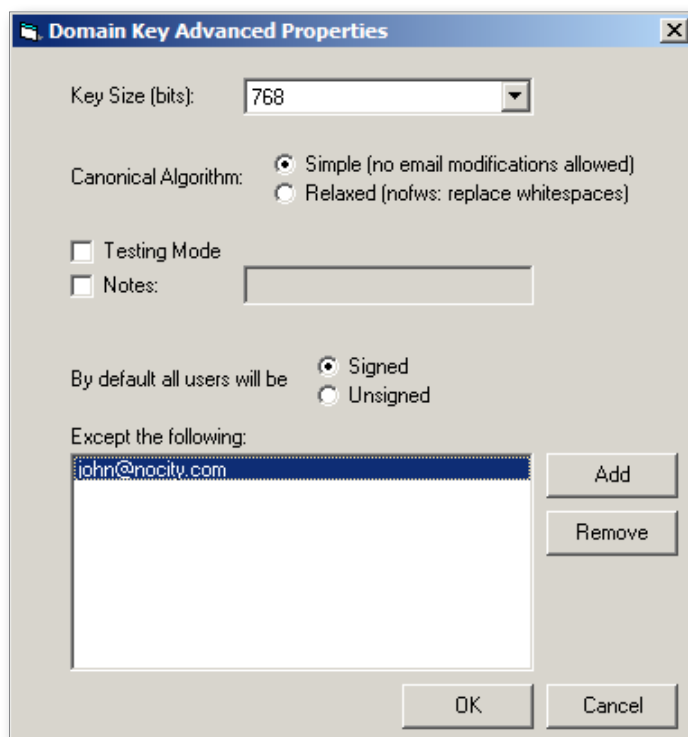 Domain Key Advanced Properties
Key Size (bits): 768
Canonical Algorithm:
Simple (no email modifications allowed)
Relaxed (nofws: replace whitespaces)
Testing Mode
Notes:
By default all users will be
Signed
Unsigned
Except the following:
john@nocity.com
Add
Remove
OK
Cancel